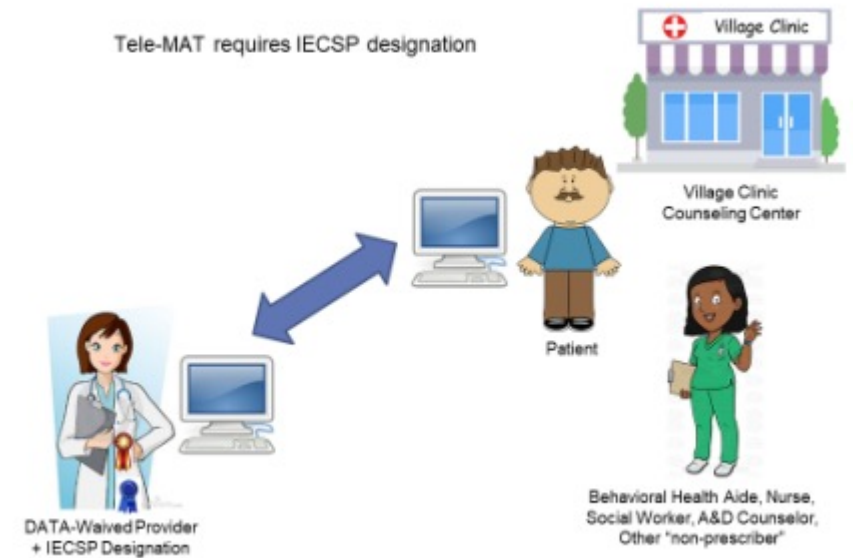 Tele-MAT requires IECSP designation
Village Clinic
Village Clinic
Counseling Center
Patient
Behavioral Health Aide, Nurse,
Social Worker, A&D Counselor,
Other "non-prescriber"
DATA-Waived Provider
+ IECSP Designation